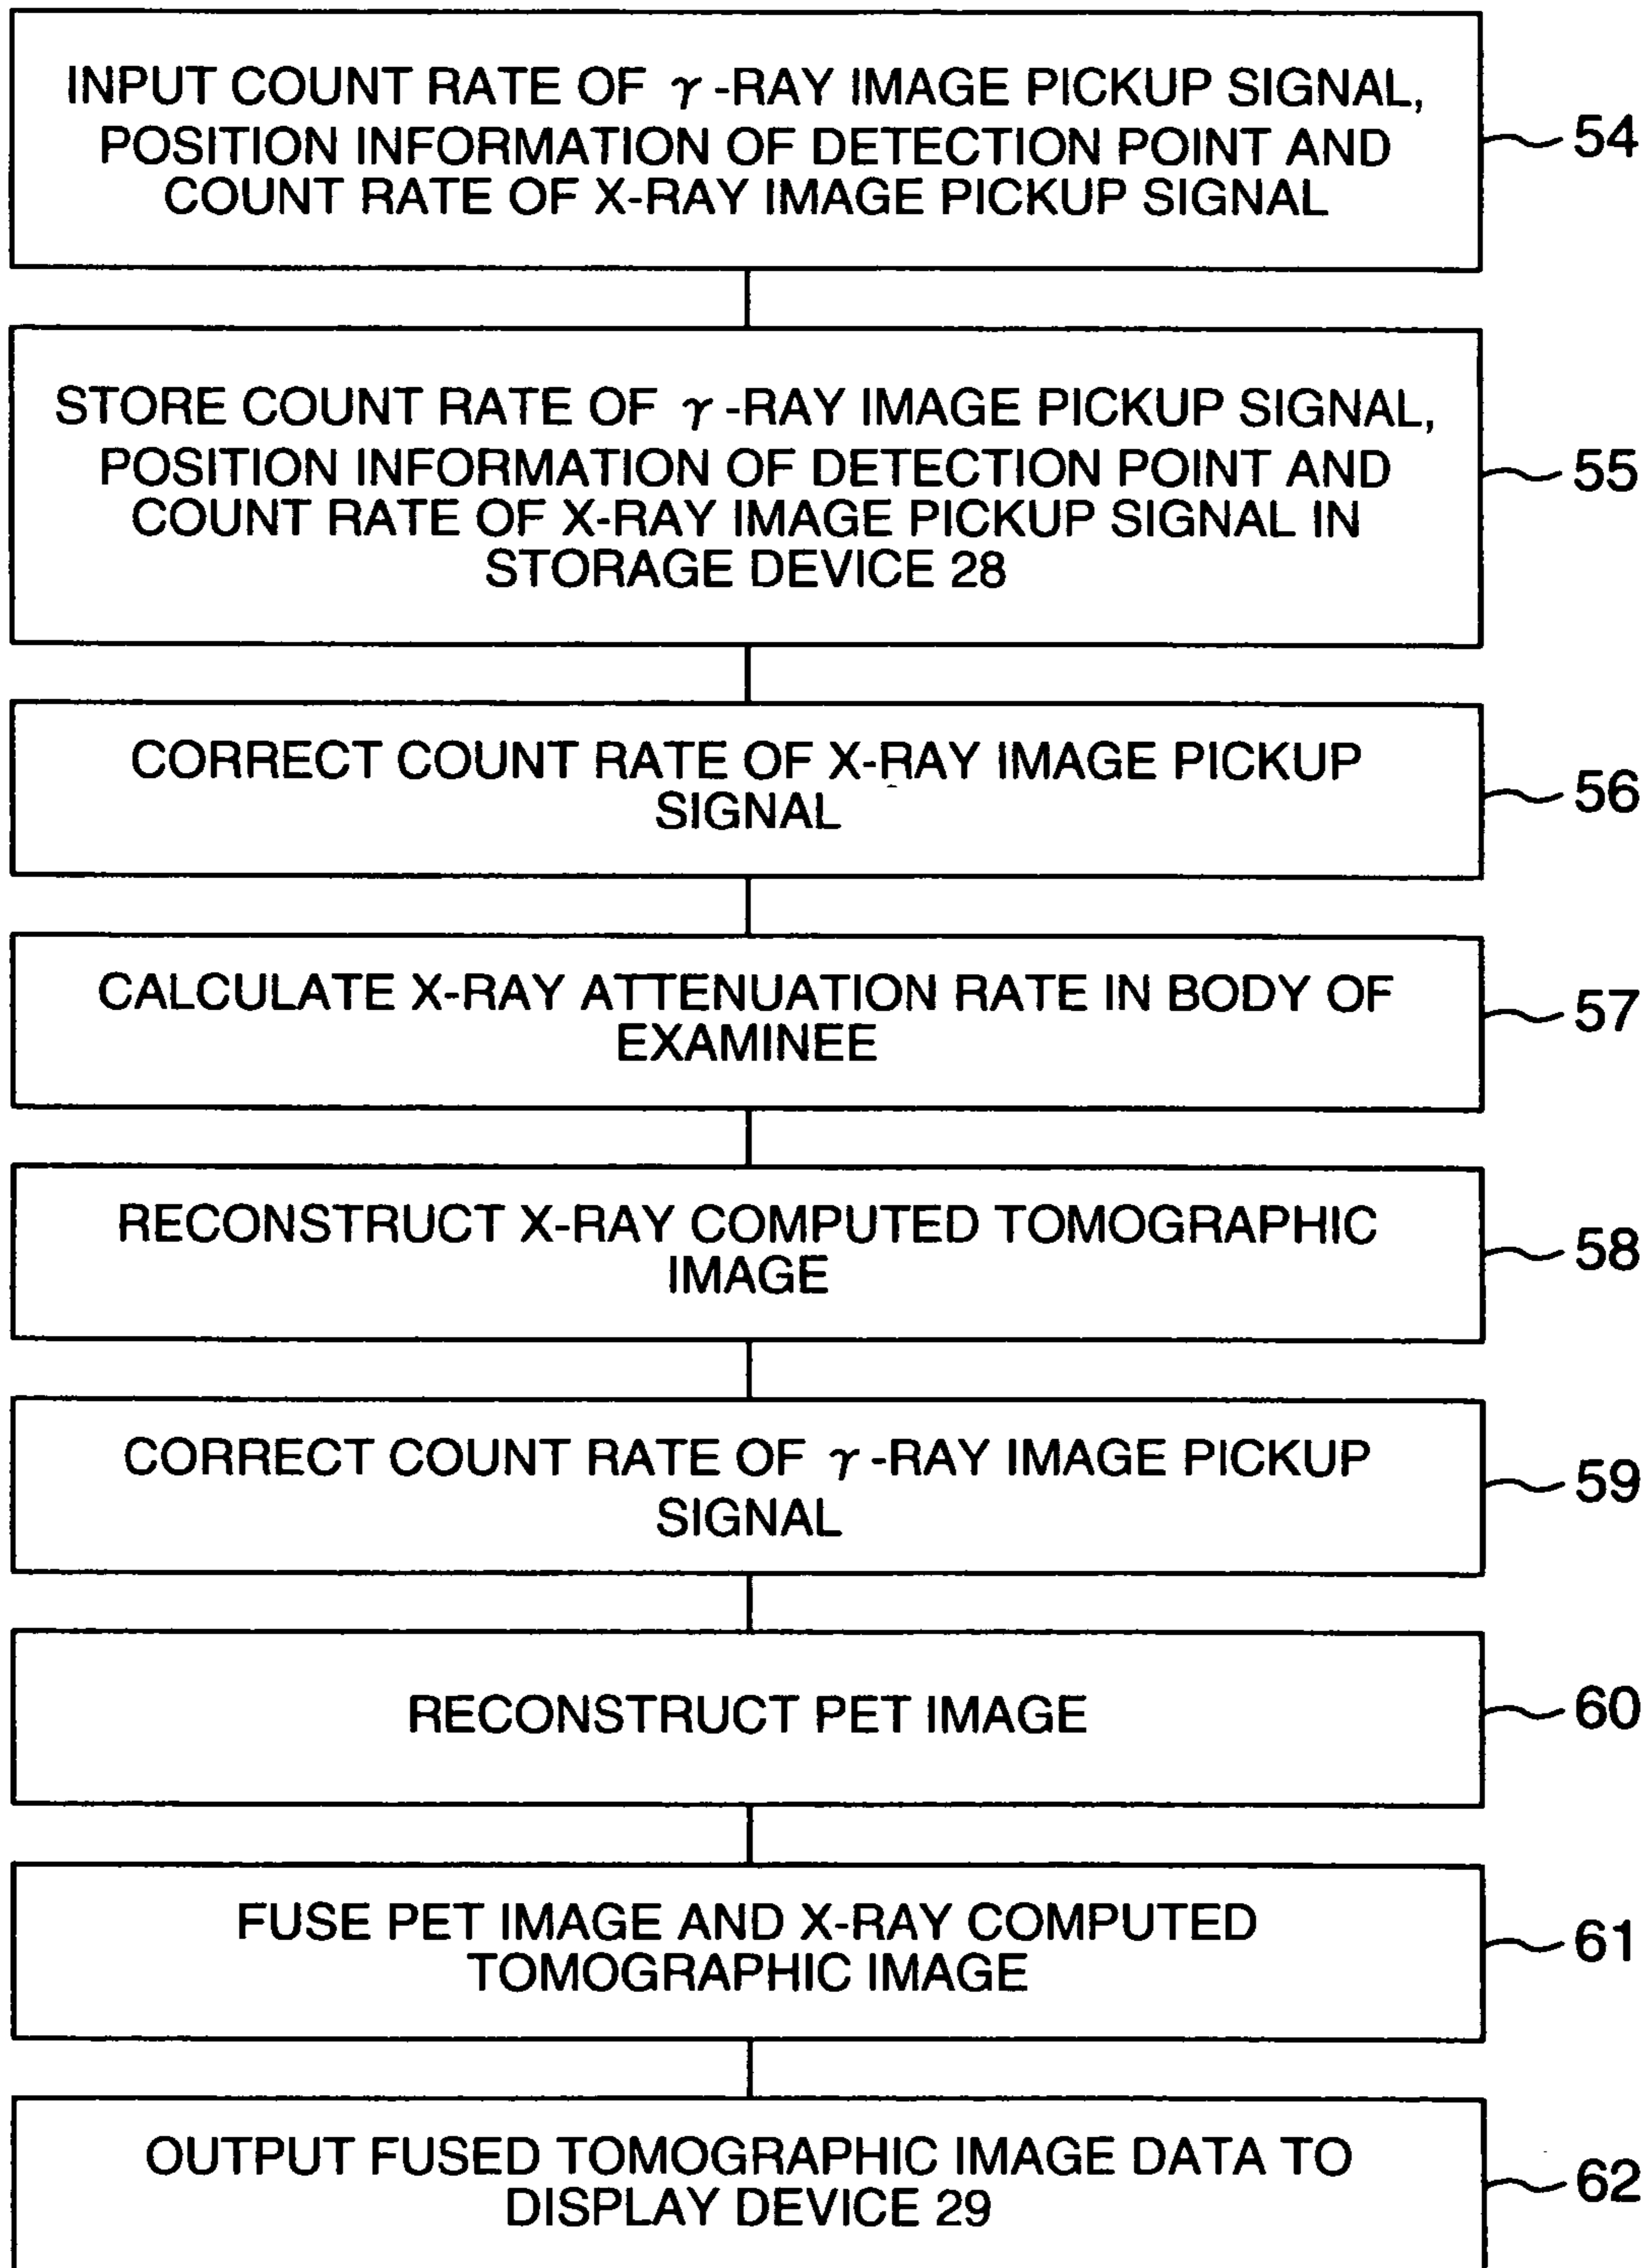 INPUT COUNT RATE OF γ-RAY IMAGE PICKUP SIGNAL,
POSITION INFORMATION OF DETECTION POINT AND
COUNT RATE OF X-RAY IMAGE PICKUP SIGNAL
54
STORE COUNT RATE OF γ-RAY IMAGE PICKUP SIGNAL,
POSITION INFORMATION OF DETECTION POINT AND
COUNT RATE OF X-RAY IMAGE PICKUP SIGNAL IN
STORAGE DEVICE 28
55
CORRECT COUNT RATE OF X-RAY IMAGE PICKUP
SIGNAL
56
CALCULATE X-RAY ATTENUATION RATE IN BODY OF
EXAMINEE
57
RECONSTRUCT X-RAY COMPUTED TOMOGRAPHIC
IMAGE
58
CORRECT COUNT RATE OF γ-RAY IMAGE PICKUP
SIGNAL
59
RECONSTRUCT PET IMAGE
60
FUSE PET IMAGE AND X-RAY COMPUTED
TOMOGRAPHIC IMAGE
61
OUTPUT FUSED TOMOGRAPHIC IMAGE DATA TO
DISPLAY DEVICE 29
62